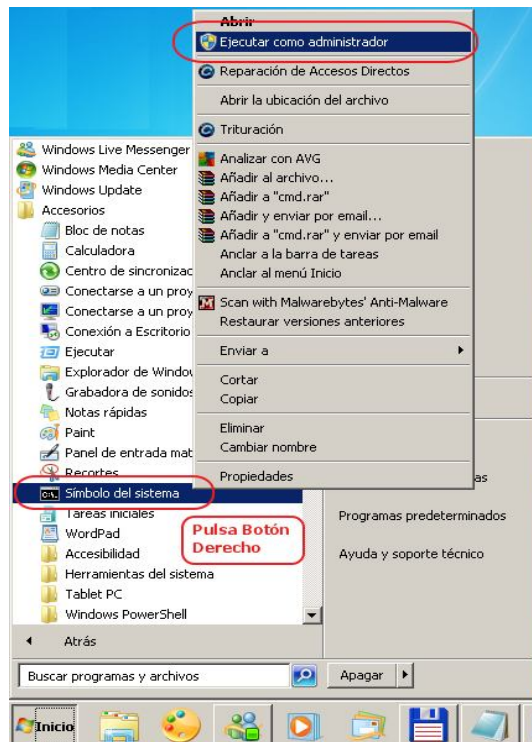 Abrir
Ejecutar como administrador
Reparación de Accesos Directos
Abrir la ubicación del archivo
Trituración
Analizar con AVG
Añadir al archivo...
Añadir a "cmd.rar"
Añadir y enviar por email...
Añadir a "cmd.rar" y enviar por email
Anclar a la barra de tareas
Anclar al menú Inicio
Scan with Malwarebytes' Anti-Malware
Restaurar versiones anteriores
Enviar a
Cortar
Copiar
Eliminar
Cambiar nombre
Propiedades
Windows Live Messenger
Windows Media Center
Windows Update
Accesorios
Bloc de notas
Calculadora
Centro de sincronizac
Conectarse a un proy
Conectarse a un proy
Conexión a Escritorio
Ejecutar
Explorador de Window
Grabadora de sonidos
Notas rápidas
Paint
Panel de entrada mat
Recortes
Símbolo del sistema
Tareas iniciales
WordPad
Accesibilidad
Herramientas del sistema
Tablet PC
Windows PowerShell
Pulsa Botón
Derecho
as
Programas predeterminados
Ayuda y soporte técnico
Atrás
Buscar programas y archivos
Apagar
Inicio